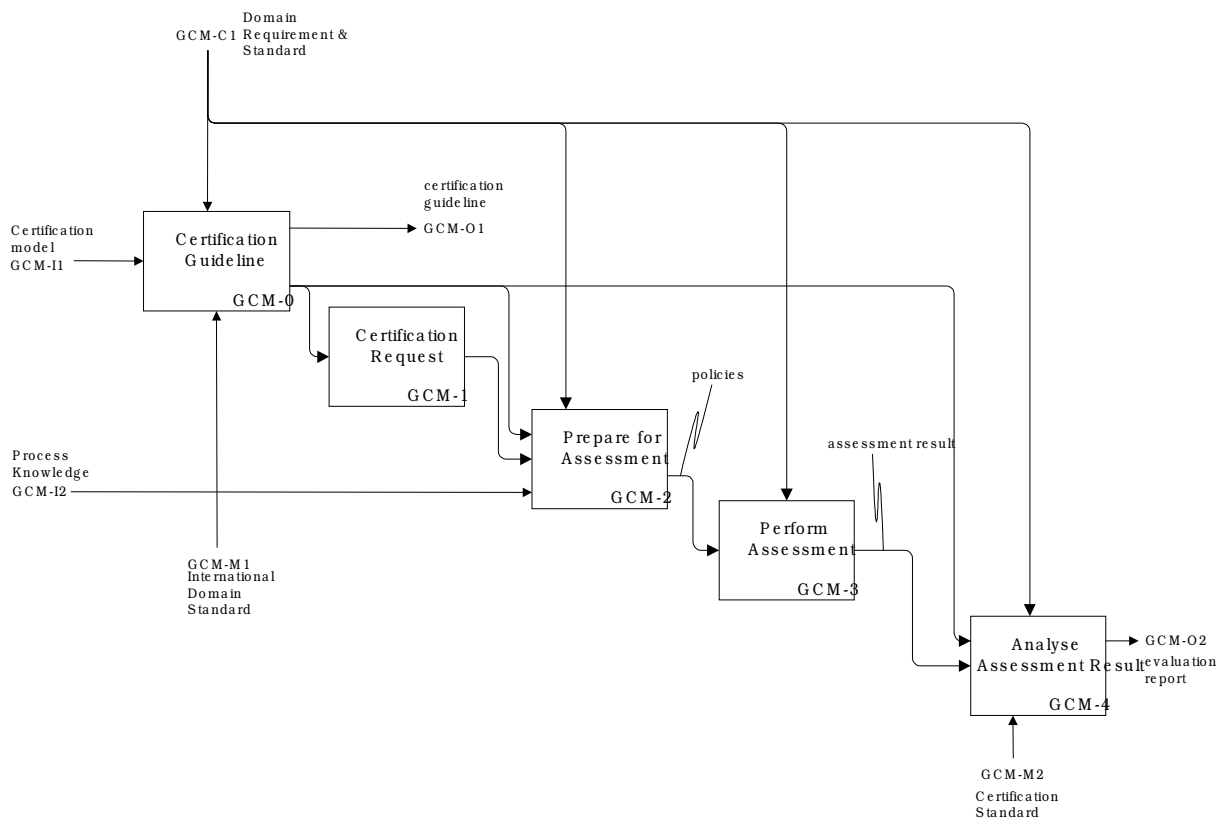 Domain
GCM-C1 Requirement &
Standard
certification
guideline
GCM-O1
Certification
model
GCM-I1
Certification
Guideline
GCM-0
Certification
Request
GCM-1
policies
Prepare for
Assessment
GCM-2
assessment result
Process
Knowledge
GCM-I2
Perform
Assessment
GCM-3
GCM-M1
International
Domain
Standard
Analyse
Assessment Result
GCM-4
GCM-O2
evaluation
report
GCM-M2
Certification
Standard